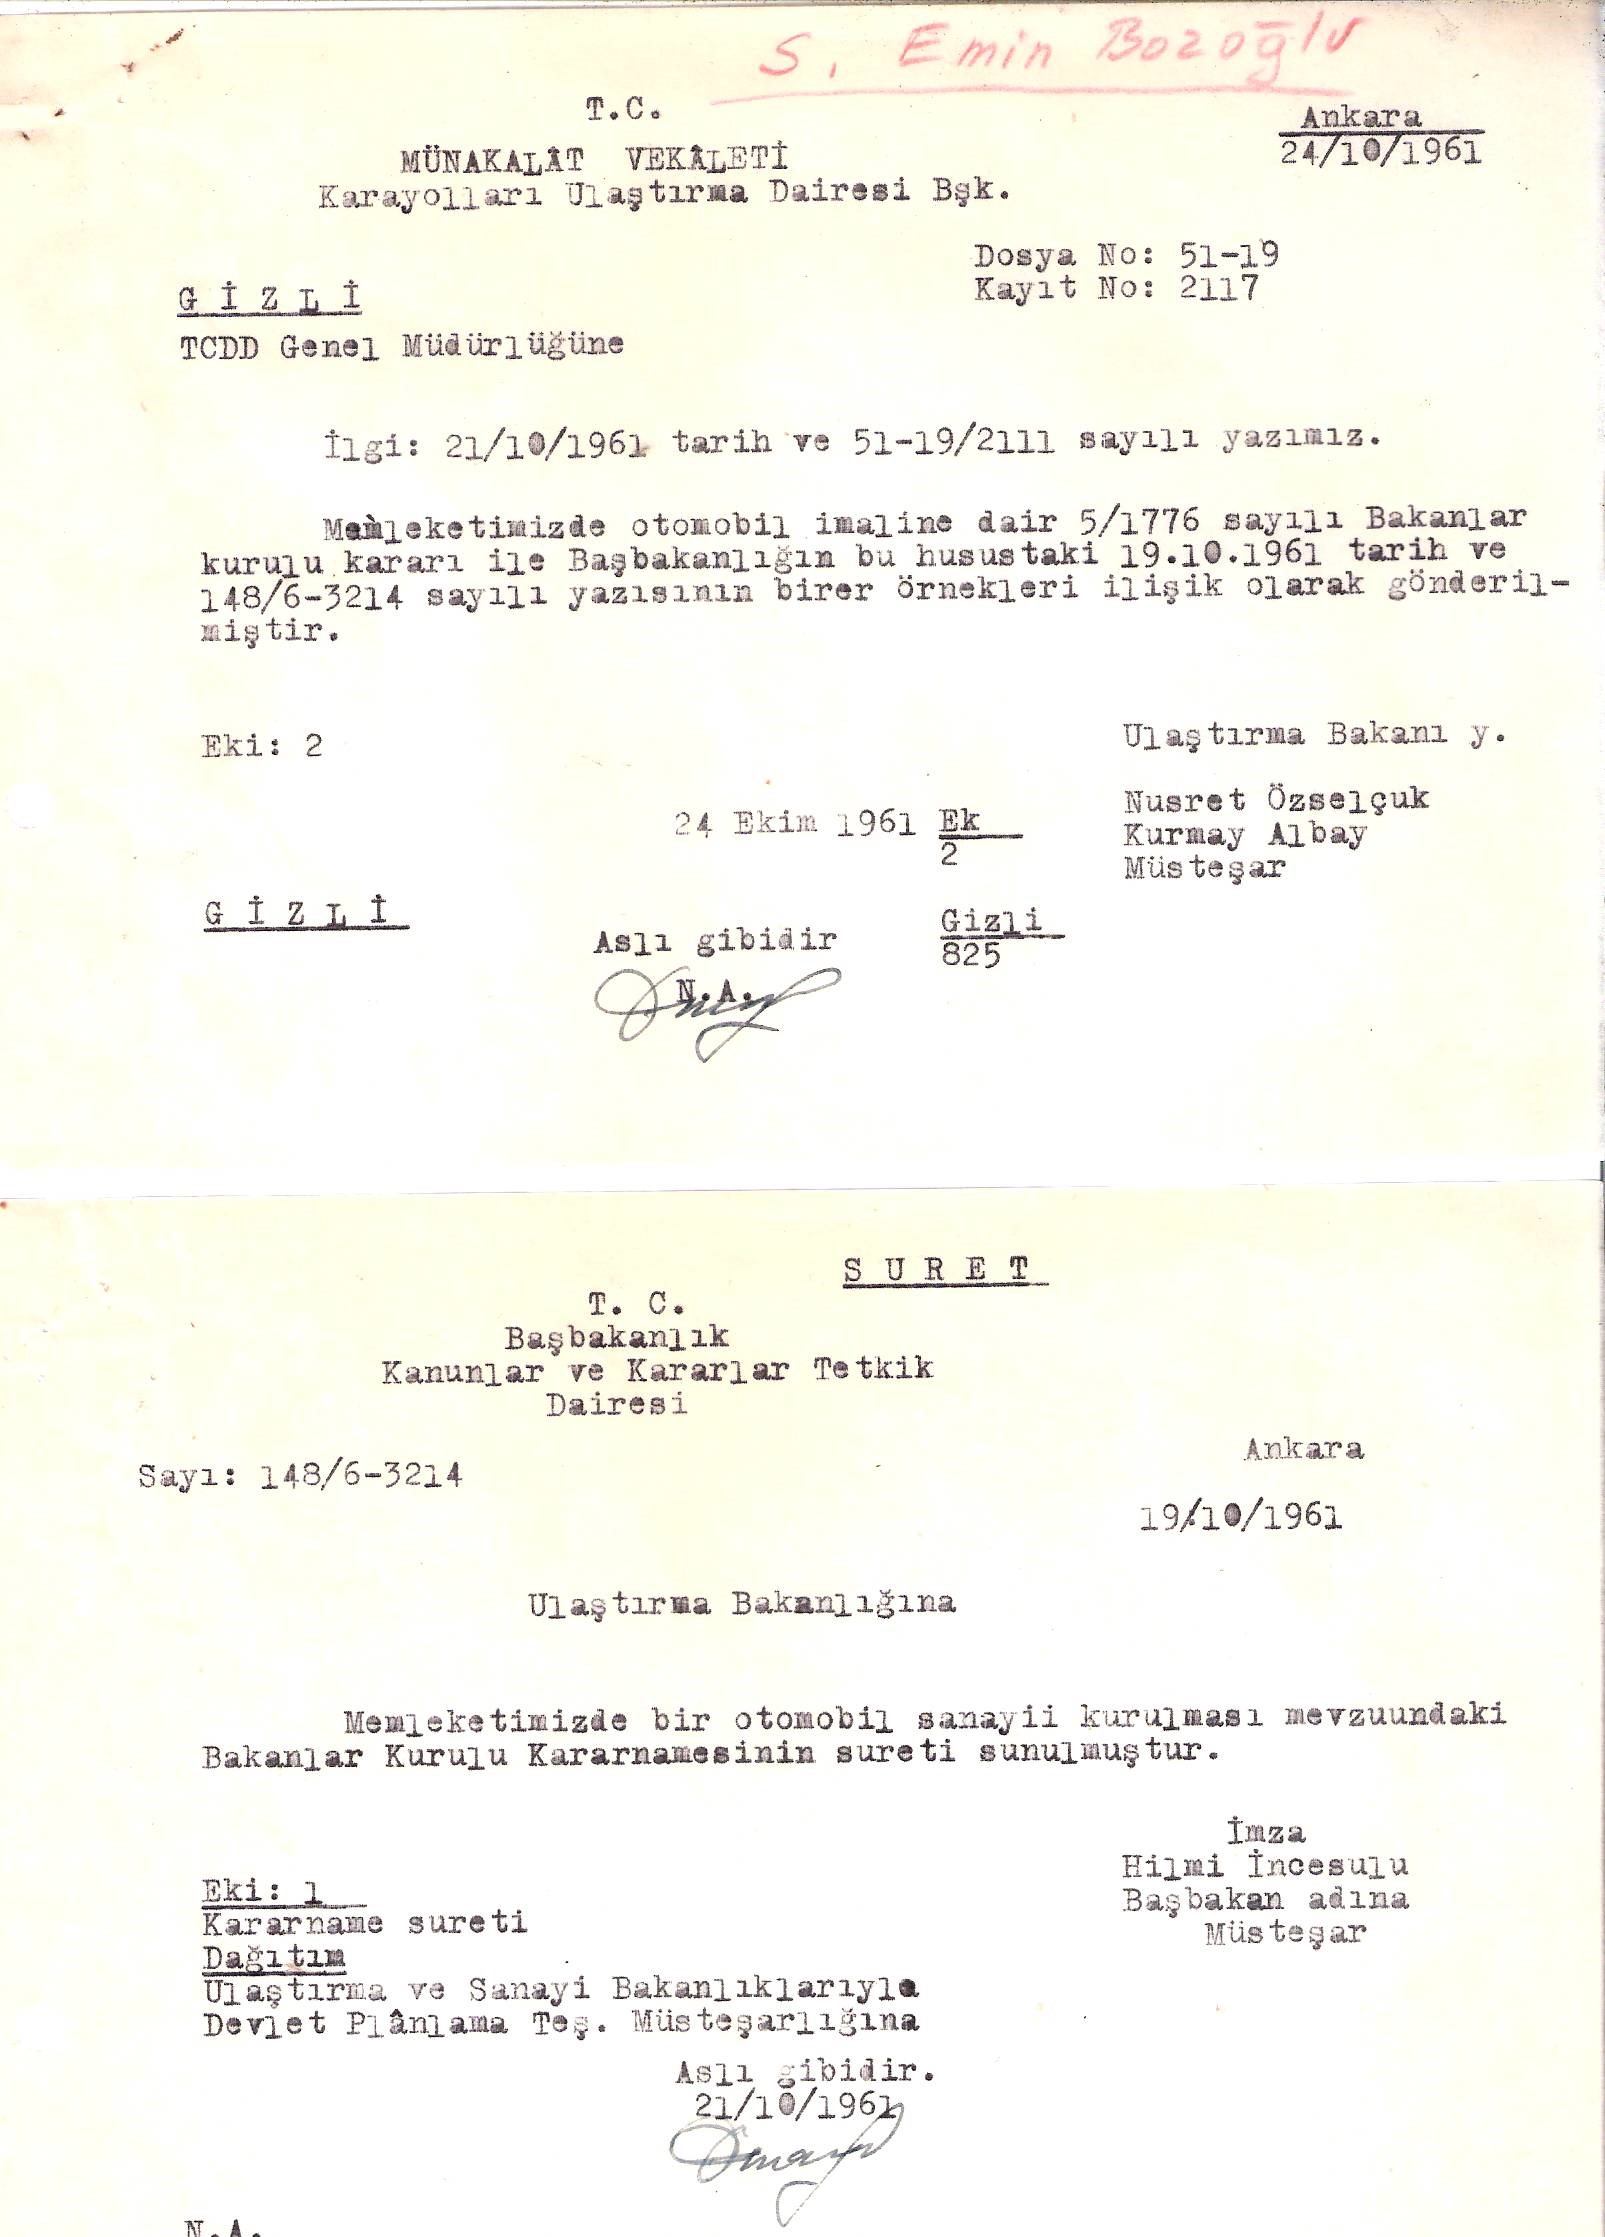 S. Emin Bozoğlu
T.C.
Ankara
MÜNAKALÂT VEKÂLETİ
24/10/1961
Karayolları Ulaştırma Dairesi Bşk.
Dosya No: 51-19
Kayıt No: 2117
G İ Z L İ
TCDD Genel Müdürlüğüne
İlgi: 21/10/1961 tarih ve 51-19/2111 sayılı yazımız.
Memleketimizde otomobil imaline dair 5/1776 sayılı Bakanlar
kurulu kararı ile Başbakanlığın bu husustaki 19.10.1961 tarih ve
148/6-3214 sayılı yazısının birer örnekleri ilişik olarak gönderil-
miştir.
Eki: 2
Ulaştırma Bakanı y.
Nusret Özselçuk
Kurmay Albay
Müsteşar
24 Ekim 1961
Ek
2
G İ Z L İ
Aslı gibidir
Gizli
825
N.A.
S U R E T
T. C.
Başbakanlık
Kanunlar ve Kararlar Tetkik
Dairesi
Ankara
Sayı: 148/6-3214
19/10/1961
Ulaştırma Bakanlığına
Memleketimizde bir otomobil sanayii kurulması mevzuundaki
Bakanlar Kurulu Kararnamesinin sureti sunulmuştur.
İmza
Hilmi İncesulu
Başbakan adına
Müsteşar
Eki: 1
Kararname sureti
Dağıtım
Ulaştırma ve Sanayi Bakanlıklarıyle
Devlet Plânlama Teş. Müsteşarlığına
Aslı gibidir.
21/10/1961
N.A.